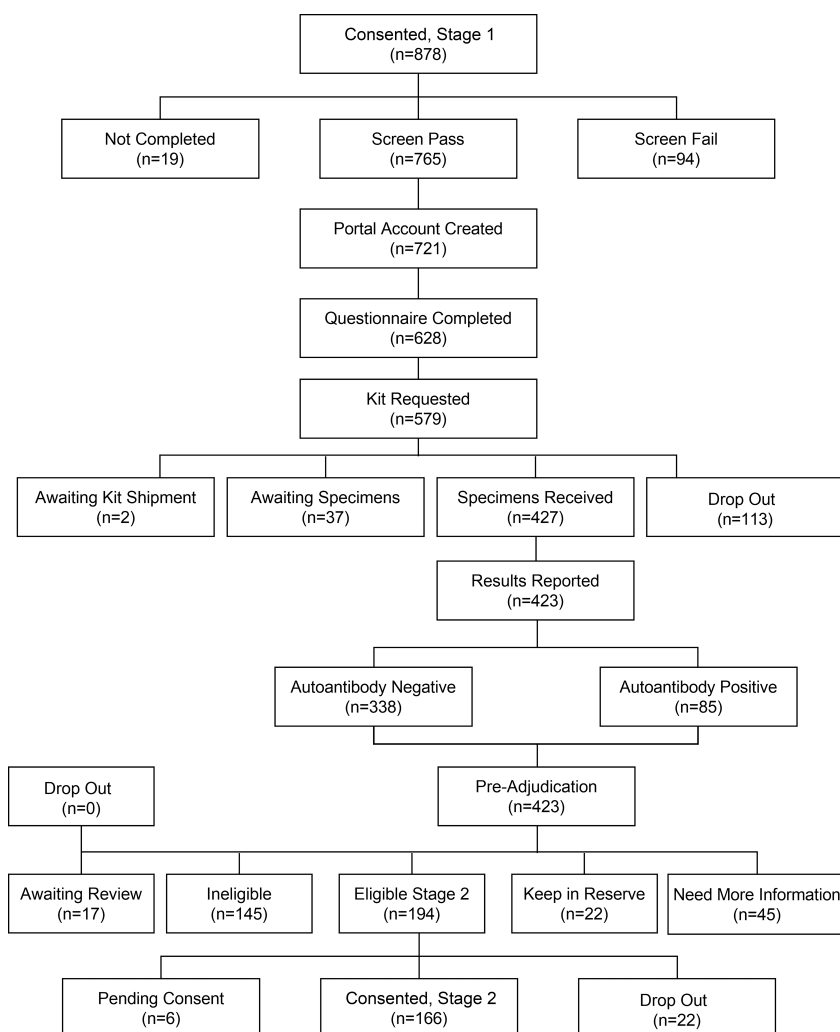 Consented, Stage 1
(n=878)
Not Completed
(n=19)
Screen Pass
(n=765)
Screen Fail
(n=94)
Portal Account Created
(n=721)
Questionnaire Completed
(n=628)
Kit Requested
(n=579)
Awaiting Kit Shipment
(n=2)
Awaiting Specimens
(n=37)
Specimens Received
(n=427)
Drop Out
(n=113)
Results Reported
(n=423)
Autoantibody Negative
(n=338)
Autoantibody Positive
(n=85)
Drop Out
(n=0)
Pre-Adjudication
(n=423)
Awaiting Review
(n=17)
Ineligible
(n=145)
Eligible Stage 2
(n=194)
Keep in Reserve
(n=22)
Need More Information
(n=45)
Pending Consent
(n=6)
Consented, Stage 2
(n=166)
Drop Out
(n=22)